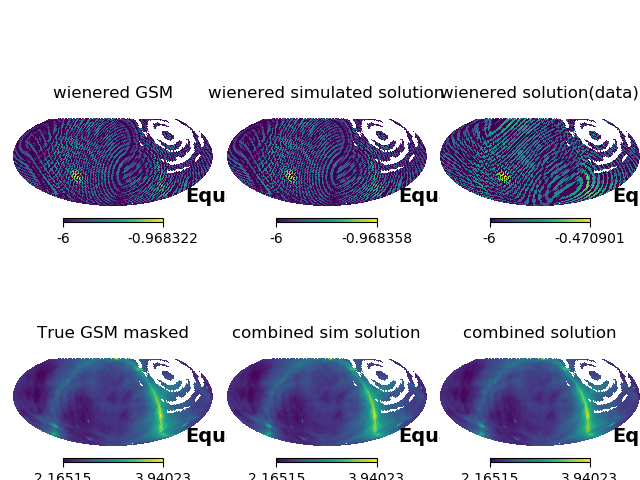 wienered GSM
wienered simulated solution
wienered solution(data)
Equ
Equ
Eq
-6 -0.968322
-6 -0.968358
-6 -0.470901
True GSM masked
combined sim solution
combined solution
Equ
Equ
Eq
2.16515 3.94023
2.16515 3.94023
2.16515 3.94023